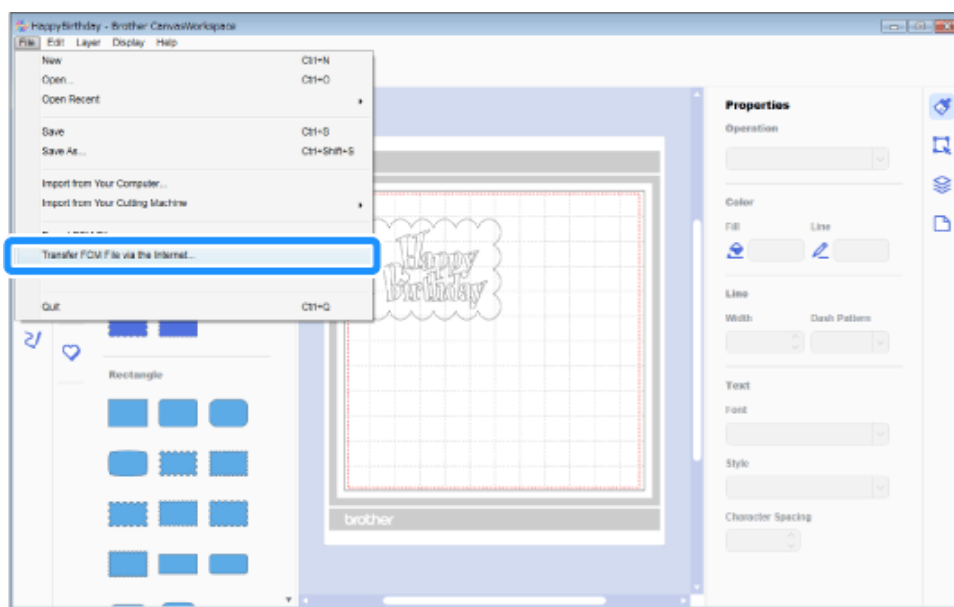 HappyBirthday - Brother CanvasWorkspace
File Edit Layer Display Help
New Ctrl+N
Open... Ctrl+O
Open Recent
Save Ctrl+S
Save As... Ctrl+Shift+S
Import from Your Computer...
Import from Your Cutting Machine
Transfer FCM File via the Internet...
Quit Ctrl+Q
Rectangle
Happy
Birthday
brother
Properties
Operation
Color
Fill Line
Line
Width Dash Pattern
Text
Font
Style
Character Spacing